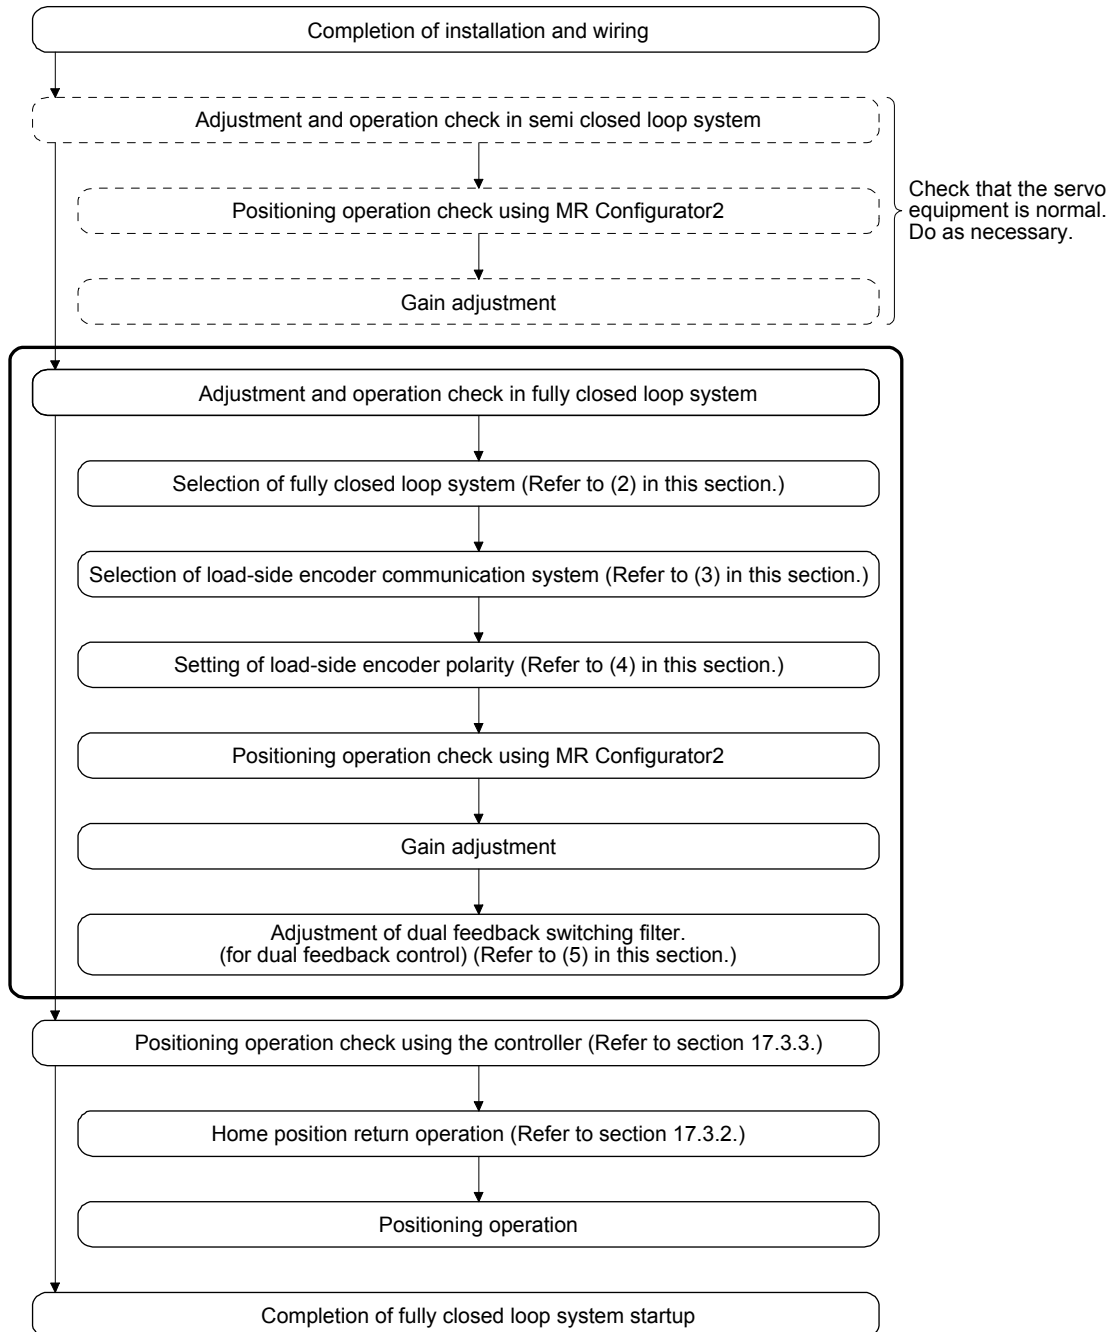 Completion of installation and wiring
Adjustment and operation check in semi closed loop system
Positioning operation check using MR Configurator2
Gain adjustment
Check that the servo
equipment is normal.
Do as necessary.
Adjustment and operation check in fully closed loop system
Selection of fully closed loop system (Refer to (2) in this section.)
Selection of load-side encoder communication system (Refer to (3) in this section.)
Setting of load-side encoder polarity (Refer to (4) in this section.)
Positioning operation check using MR Configurator2
Gain adjustment
Adjustment of dual feedback switching filter.
(for dual feedback control) (Refer to (5) in this section.)
Positioning operation check using the controller (Refer to section 17.3.3.)
Home position return operation (Refer to section 17.3.2.)
Positioning operation
Completion of fully closed loop system startup